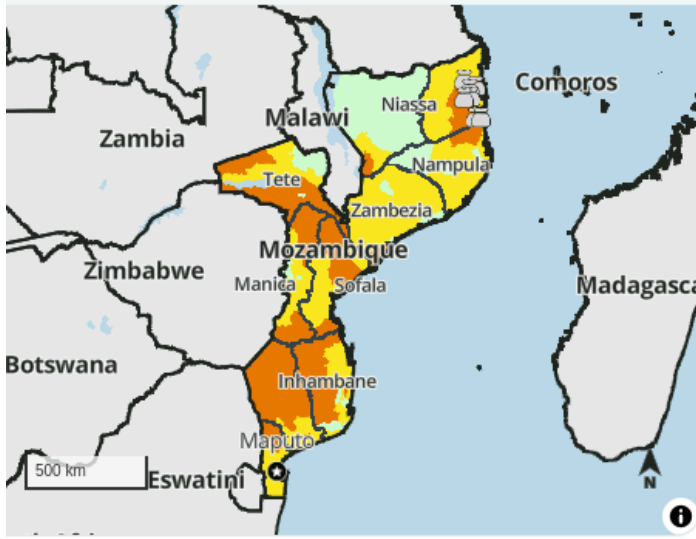 Comoros
Niassa
Malawi
Zambia
Nampula
Tete
Zambezia
Mozambique
Zimbabwe
Manica
Sofala
Madagasca
Botswana
Inhambane
Maputo
500 km
Eswatini
N